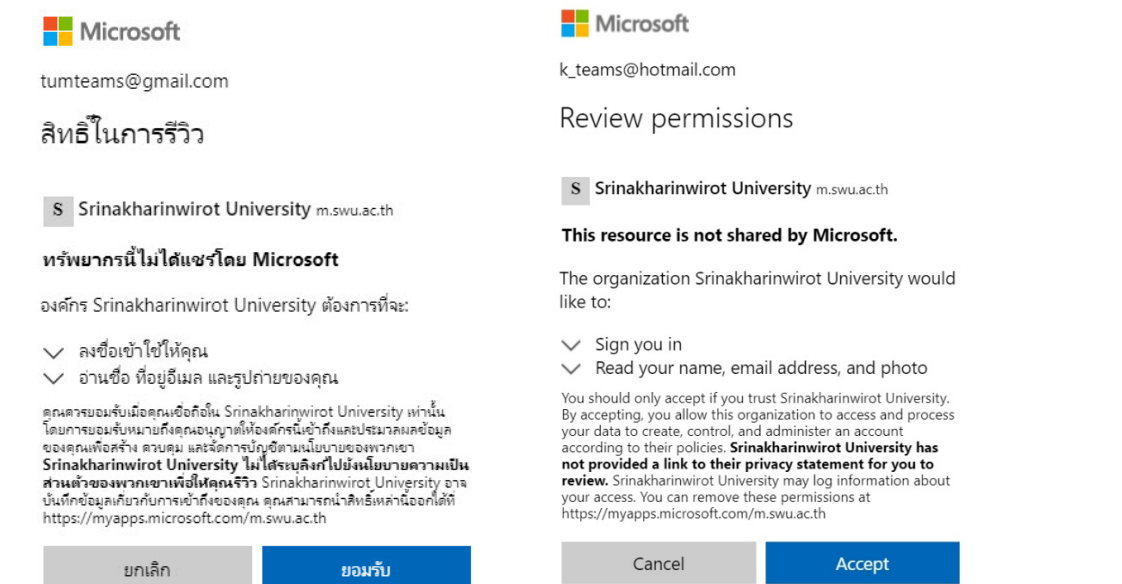 Microsoft
tumteams@gmail.com
สิทธิ์ในการรีวิว
S Srinakharinwirot University m.swu.ac.th
ทรัพยากรนี้ไม่ได้แชร์โดย Microsoft
องค์กร Srinakharinwirot University ต้องการที่จะ:
ลงชื่อเข้าใช้ให้คุณ
อ่านชื่อ ที่อยู่อีเมล และรูปถ่ายของคุณ
คุณควรยอมรับเมื่อคุณเชื่อถือใน Srinakharinwirot University เท่านั้น
โดยการยอมรับหมายถึงคุณอนุญาตให้องค์กรนี้เข้าถึงและประมวลผลข้อมูล
ของคุณเพื่อสร้าง ควบคุม และจัดการบัญชีตามนโยบายของพวกเขา
Srinakharinwirot University ไม่ได้ระบุลิงก์ไปยังนโยบายความเป็น
ส่วนตัวของพวกเขาเพื่อให้คุณรีวิว Srinakharinwirot University อาจ
บันทึกข้อมูลเกี่ยวกับการเข้าถึงของคุณ คุณสามารถนำสิทธิ์เหล่านี้ออกได้ที่
https://myapps.microsoft.com/m.swu.ac.th
ยกเลิก ยอมรับ
Microsoft
k_teams@hotmail.com
Review permissions
S Srinakharinwirot University m.swu.ac.th
This resource is not shared by Microsoft.
The organization Srinakharinwirot University would
like to:
Sign you in
Read your name, email address, and photo
You should only accept if you trust Srinakharinwirot University.
By accepting, you allow this organization to access and process
your data to create, control, and administer an account
according to their policies. Srinakharinwirot University has
not provided a link to their privacy statement for you to
review. Srinakharinwirot University may log information about
your access. You can remove these permissions at
https://myapps.microsoft.com/m.swu.ac.th
Cancel Accept